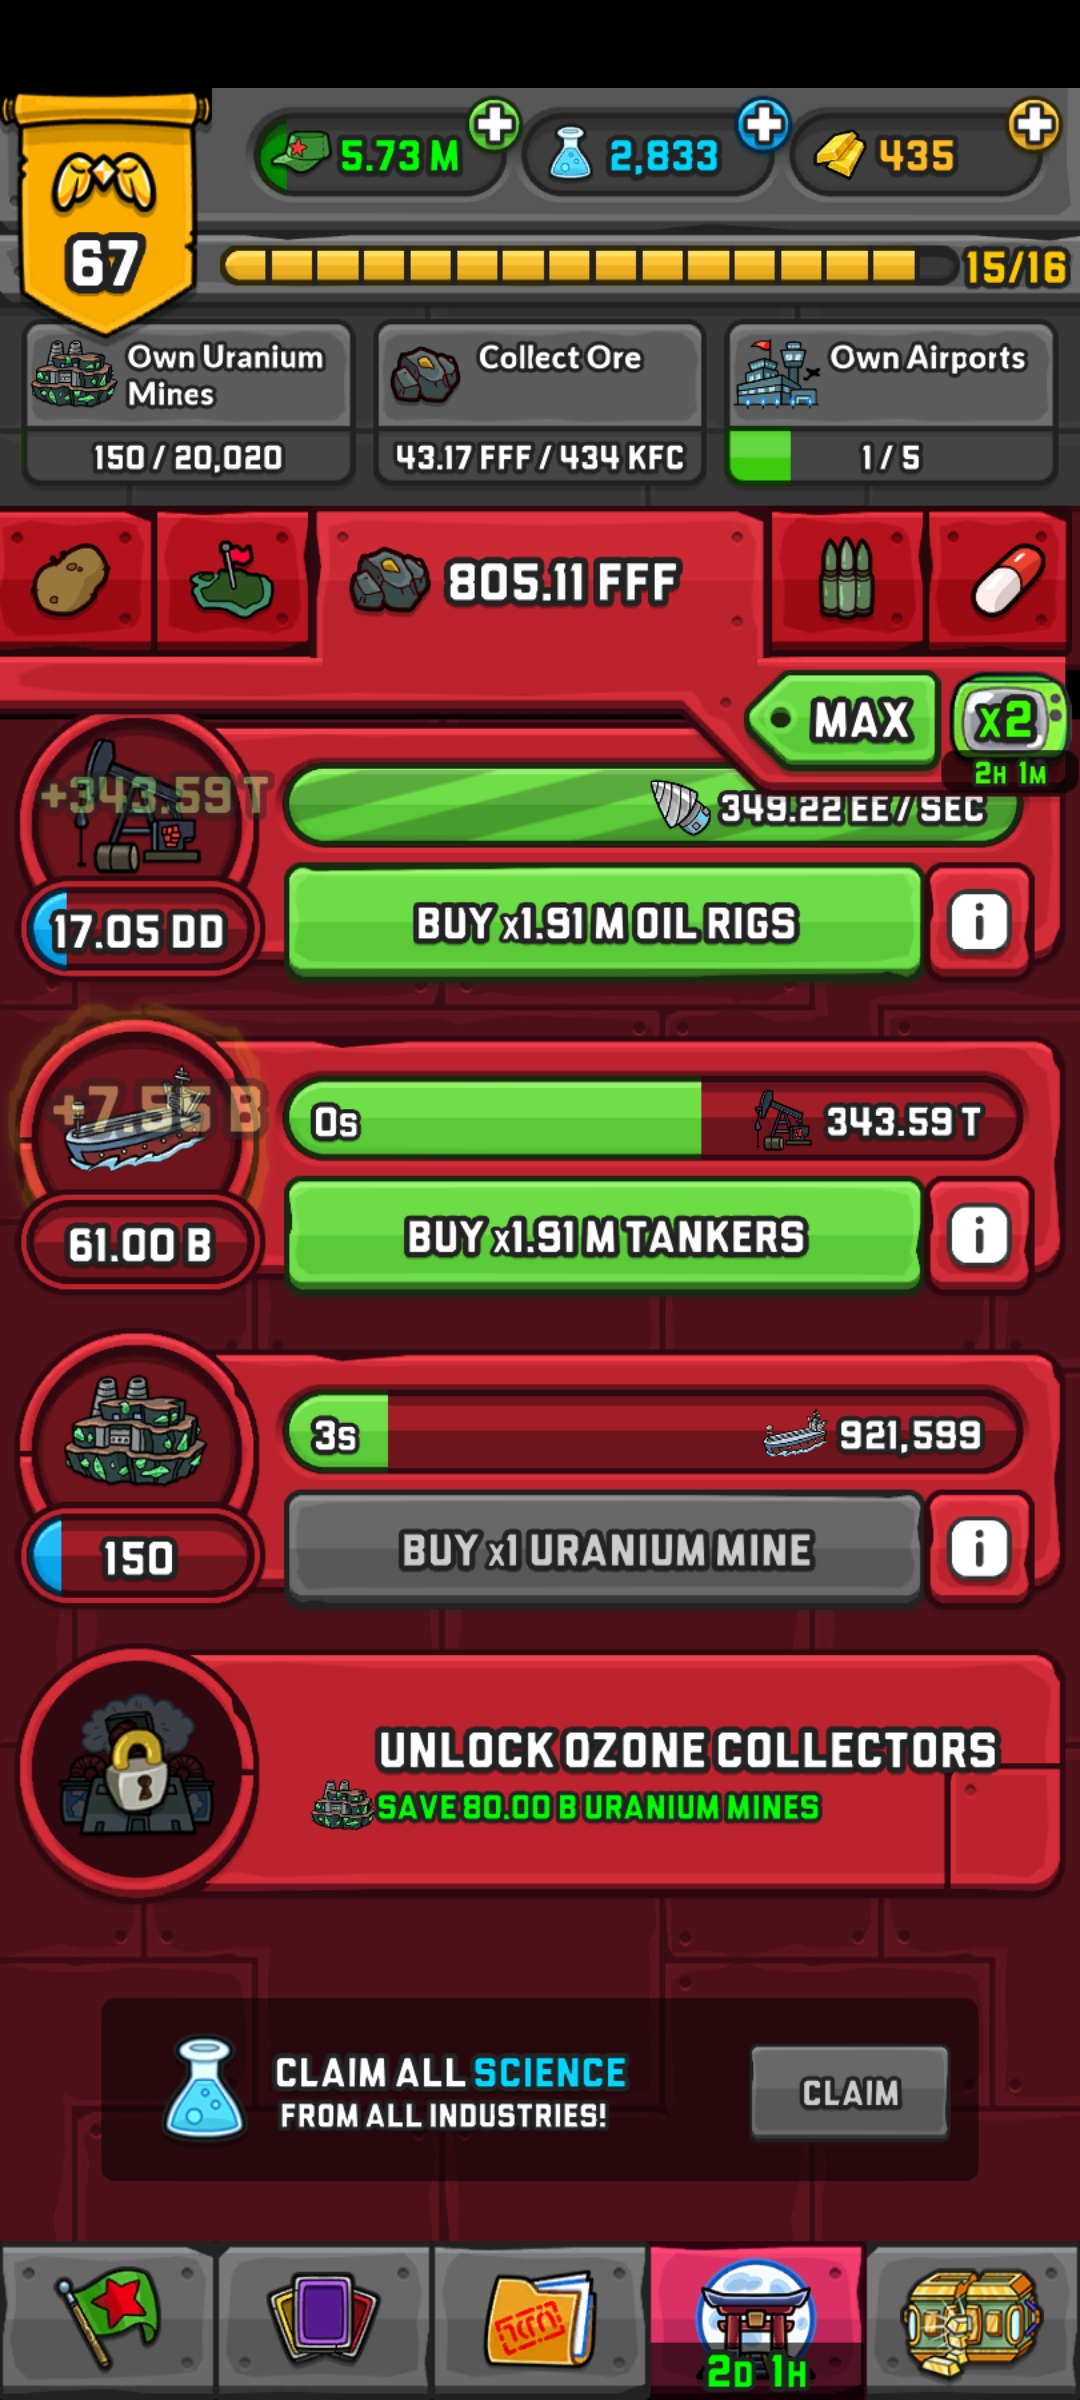 5.73 M
2,833
435
67
15/16
Own Uranium
Mines
150 / 20,020
Collect Ore
43.17 FFF / 434 KFC
Own Airports
1 / 5
805.11 FFF
MAX
x2
2H 1M
+343.59 T
349.22 EE / SEC
17.05 DD
BUY x1.91 M OIL RIGS
i
+7.55 B
0s
343.59 T
61.00 B
BUY x1.91 M TANKERS
i
3s
921,599
150
BUY x1 URANIUM MINE
i
UNLOCK OZONE COLLECTORS
SAVE 80.00 B URANIUM MINES
CLAIM ALL SCIENCE
FROM ALL INDUSTRIES!
CLAIM
2D 1H